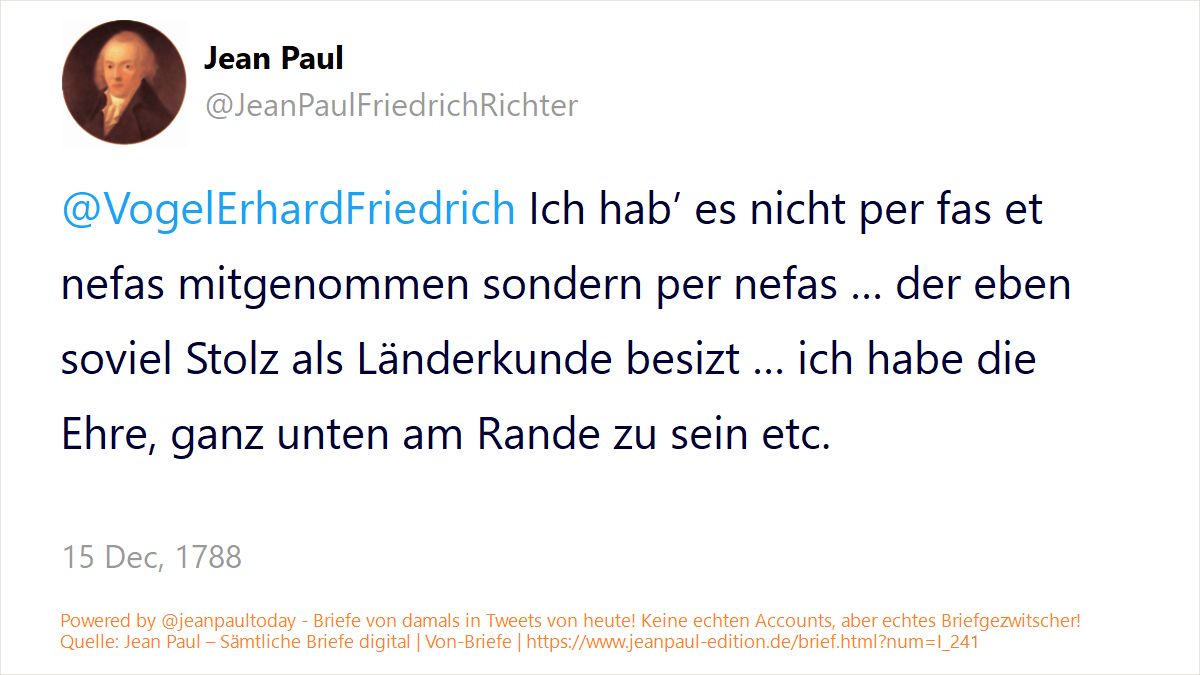 Jean Paul
@JeanPaulFriedrichRichter
@VogelErhardFriedrich Ich hab’ es nicht per fas et
nefas mitgenommen sondern per nefas … der eben
soviel Stolz als Länderkunde besizt … ich habe die
Ehre, ganz unten am Rande zu sein etc.
15 Dec, 1788
Powered by @jeanpaultoday - Briefe von damals in Tweets von heute! Keine echten Accounts, aber echtes Briefgezwitscher!
Quelle: Jean Paul – Sämtliche Briefe digital | Von-Briefe | https://www.jeanpaul-edition.de/brief.html?num=I_241